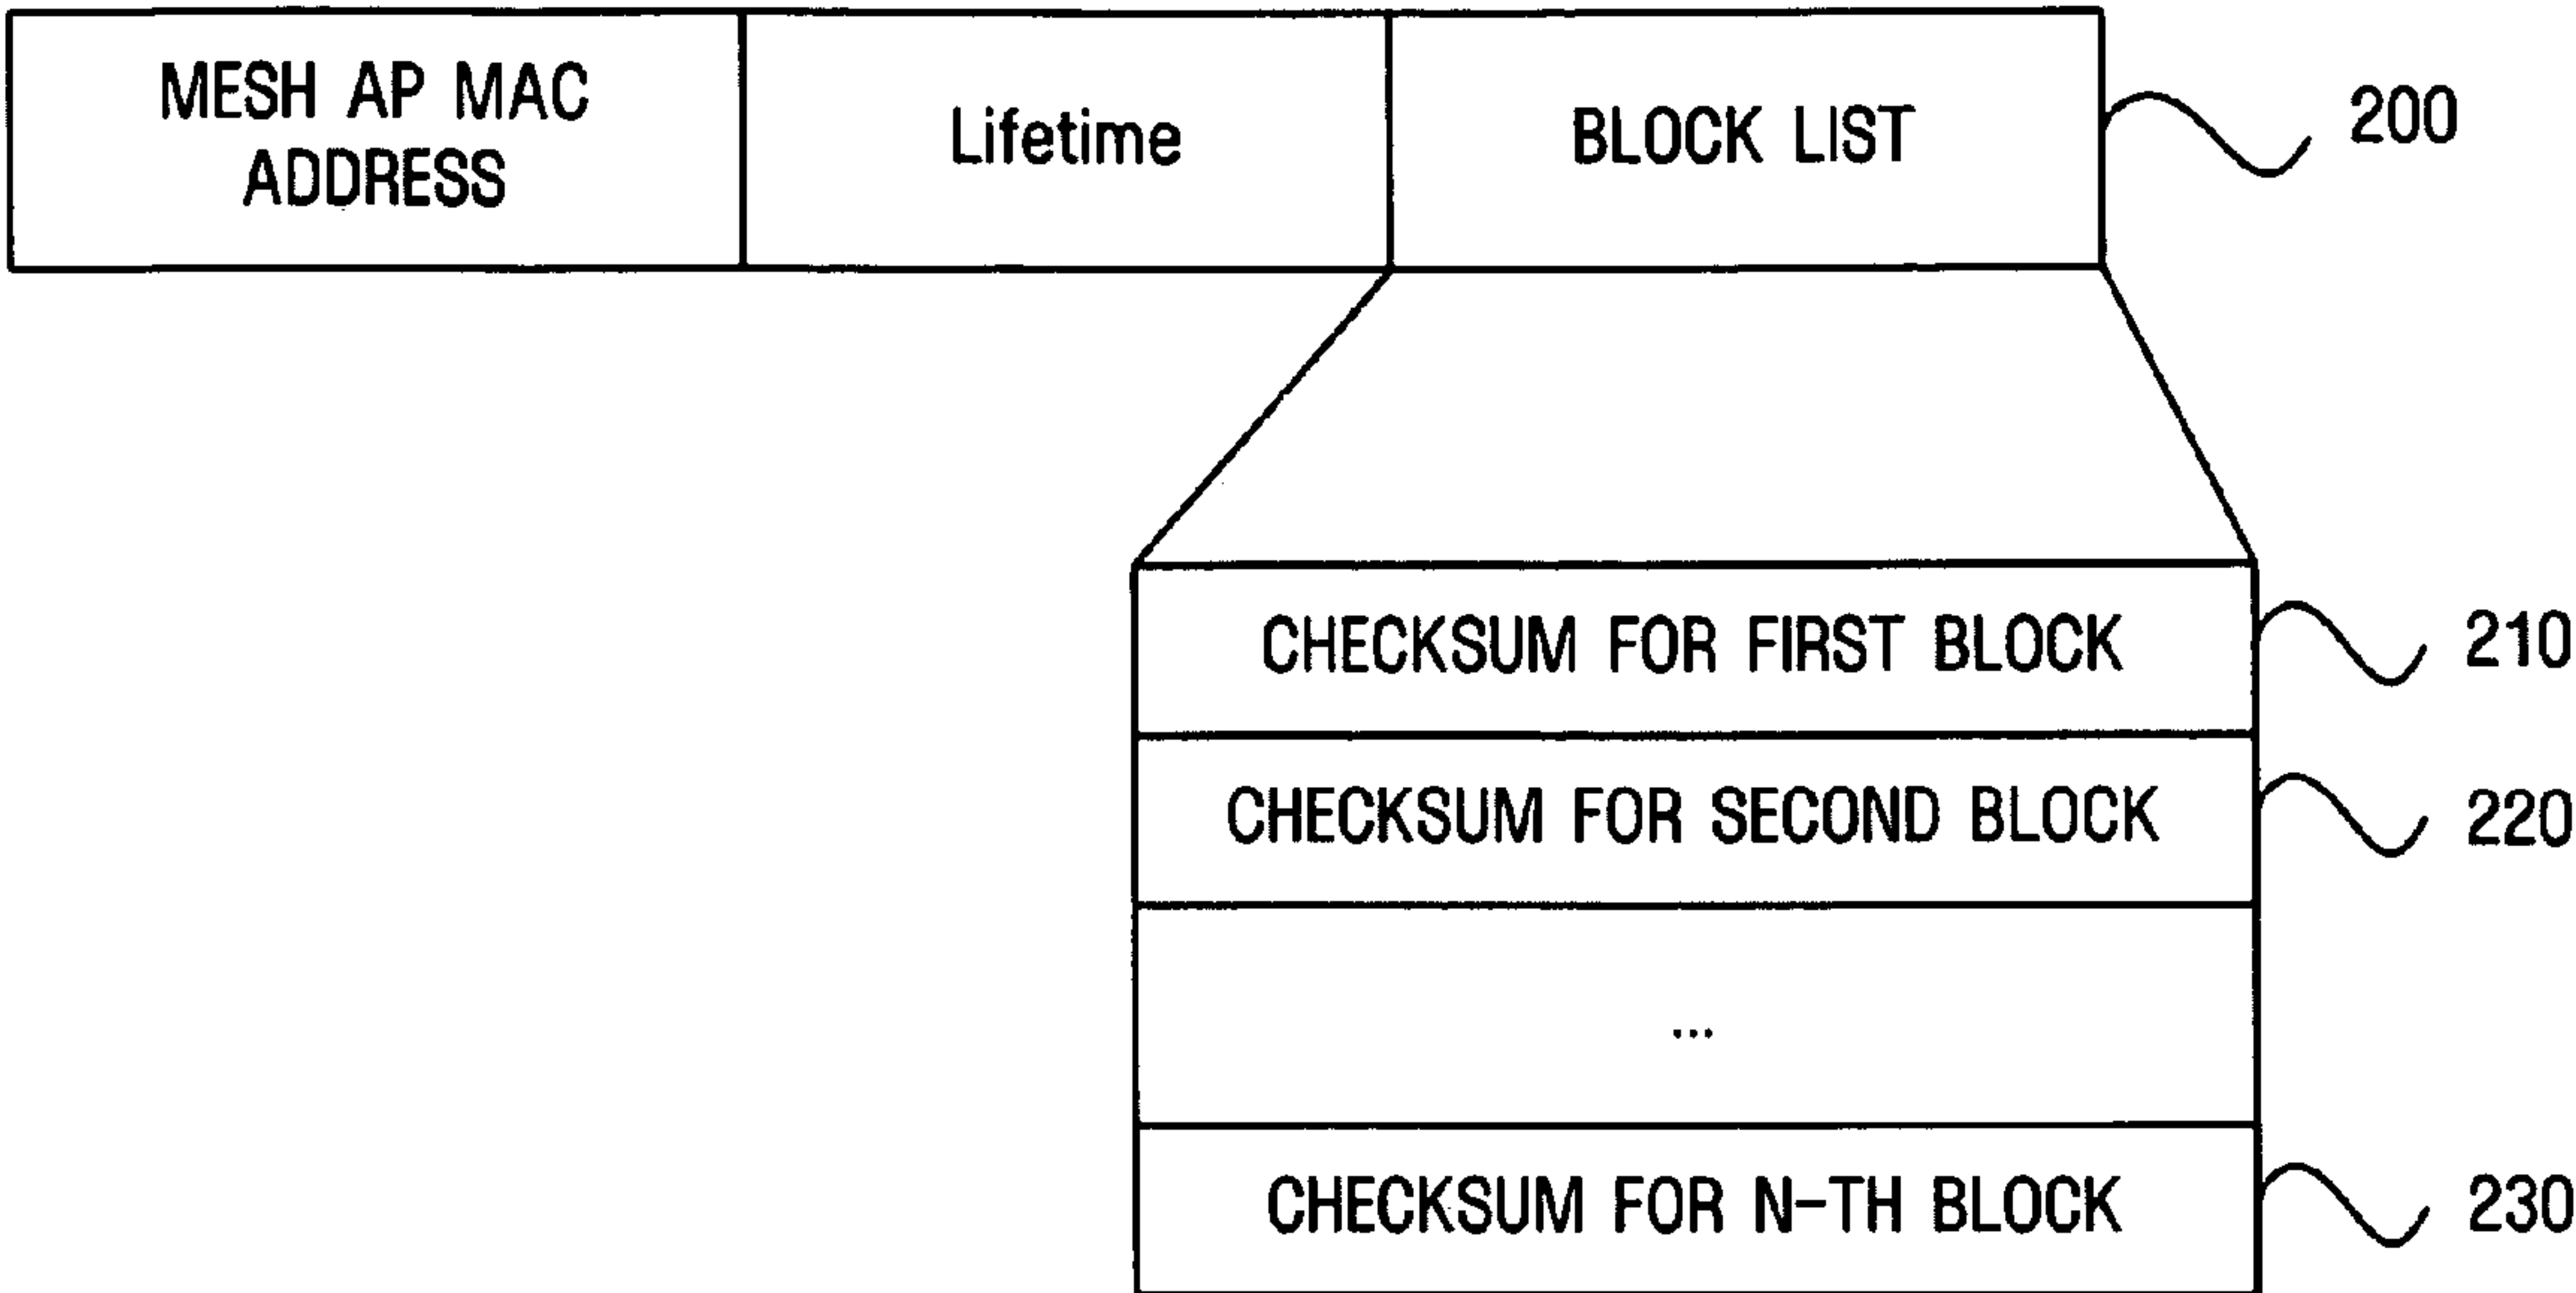 MESH AP MAC
ADDRESS
Lifetime
BLOCK LIST
200
CHECKSUM FOR FIRST BLOCK
210
CHECKSUM FOR SECOND BLOCK
220
...
CHECKSUM FOR N-TH BLOCK
230